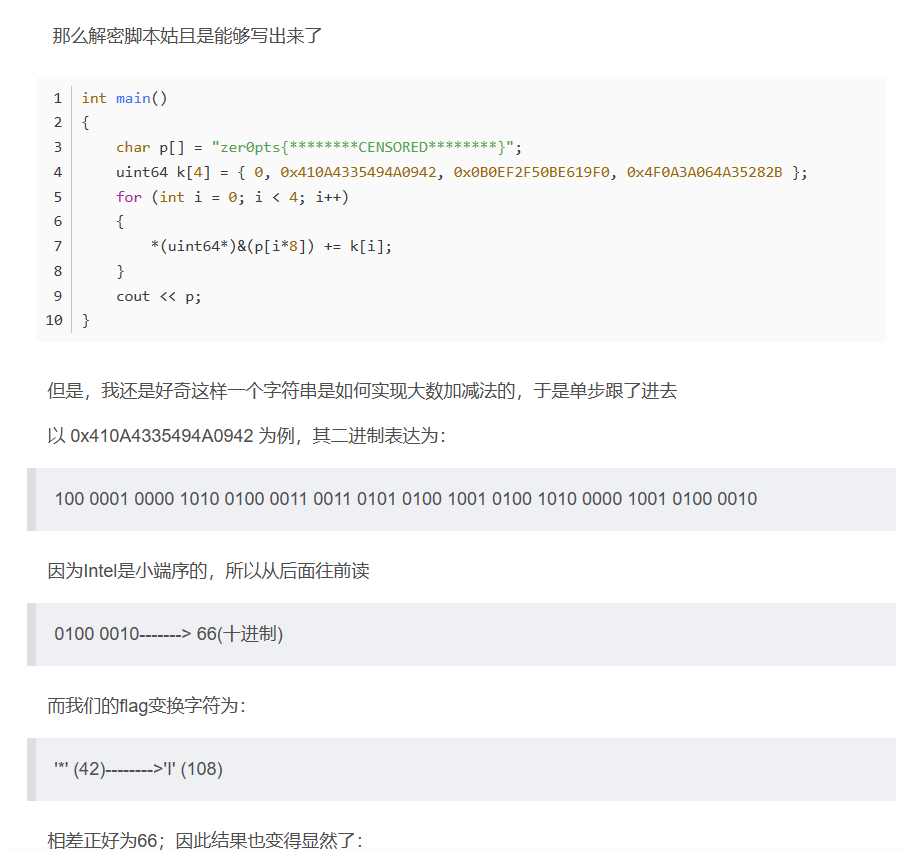 那么解密脚本姑且是能够写出来了
1 int main()
2 {
3 char p[] = "zer0pts{********CENSORED********}";
4 uint64 k[4] = { 0, 0x410A4335494A0942, 0x0B0EF2F50BE619F0, 0x4F0A3A064A35282B };
5 for (int i = 0; i < 4; i++)
6 {
7 *(uint64*)&(p[i*8]) += k[i];
8 }
9 cout << p;
10 }
但是，我还是好奇这样一个字符串是如何实现大数加减法的，于是单步跟了进去
以 0x410A4335494A0942 为例，其二进制表达为：
100 0001 0000 1010 0100 0011 0011 0101 0100 1001 0100 1010 0000 1001 0100 0010
因为Intel是小端序的，所以从后面往前读
0100 0010-------> 66(十进制)
而我们的flag变换字符为：
'*' (42)-------->'l' (108)
相差正好为66；因此结果也变得显然了：